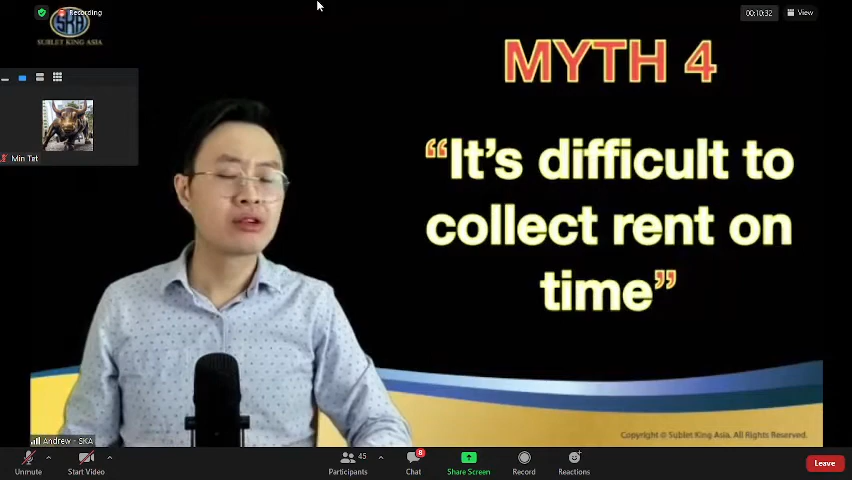 Recording
SKA
SUBLET KING ASIA
00:10:32
View
MYTH 4
“It’s difficult to
collect rent on
time”
Min Tet
Andrew - SKA
Copyright © Sublet King Asia, All Rights Reserved.
Unmute
Start Video
45
Participants
8
Chat
Share Screen
Record
Reactions
Leave